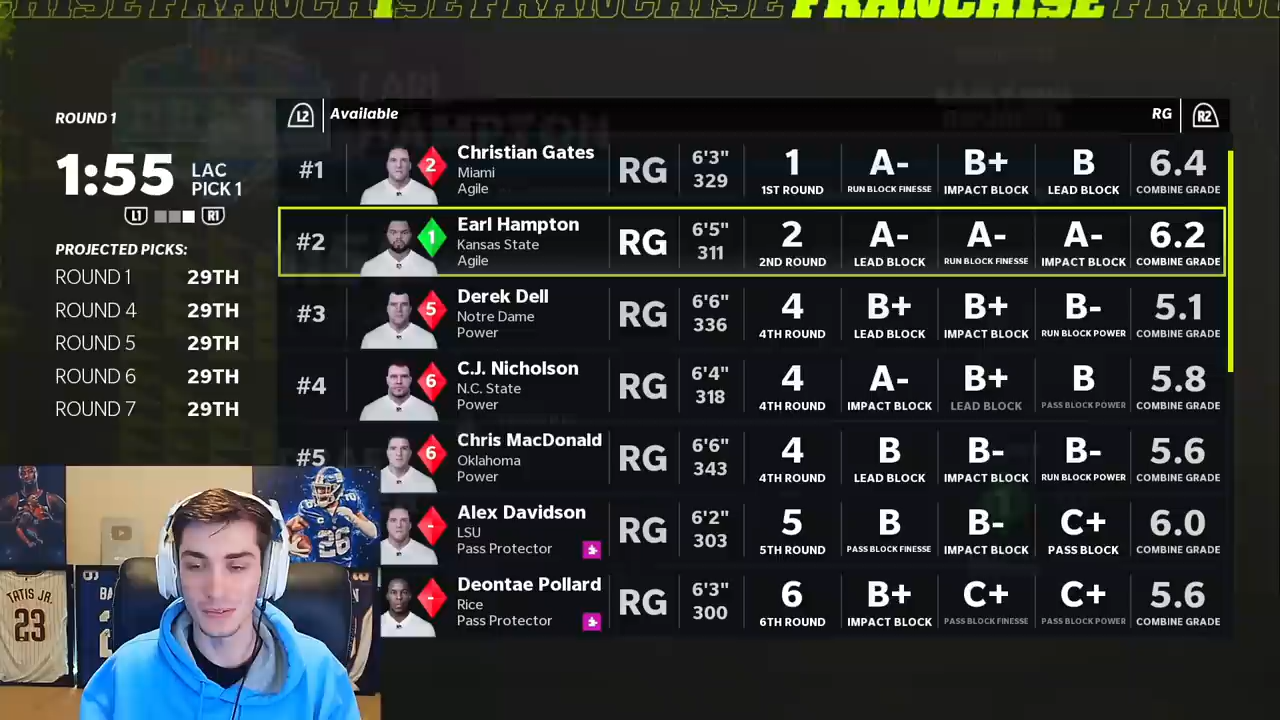 FRANCHISE FRANCHISE FRANCHISE FRANCHISE
ROUND 1
1:55 LAC
PICK 1
L1 R1
PROJECTED PICKS:
ROUND 1 29TH
ROUND 4 29TH
ROUND 5 29TH
ROUND 6 29TH
ROUND 7 29TH
L2 Available RG R2
#1 2 Christian Gates
Miami
Agile
RG 6'3" 329
1 A- B+ B 6.4
1ST ROUND RUN BLOCK FINESSE IMPACT BLOCK LEAD BLOCK COMBINE GRADE
#2 1 Earl Hampton
Kansas State
Agile
RG 6'5" 311
2 A- A- A- 6.2
2ND ROUND LEAD BLOCK RUN BLOCK FINESSE IMPACT BLOCK COMBINE GRADE
#3 5 Derek Dell
Notre Dame
Power
RG 6'6" 336
4 B+ B+ B- 5.1
4TH ROUND LEAD BLOCK IMPACT BLOCK RUN BLOCK POWER COMBINE GRADE
#4 6 C.J. Nicholson
N.C. State
Power
RG 6'4" 318
4 A- B+ B 5.8
4TH ROUND IMPACT BLOCK LEAD BLOCK PASS BLOCK POWER COMBINE GRADE
#5 6 Chris MacDonald
Oklahoma
Power
RG 6'6" 343
4 B B- B- 5.6
4TH ROUND LEAD BLOCK IMPACT BLOCK RUN BLOCK POWER COMBINE GRADE
- Alex Davidson
LSU
Pass Protector
RG 6'2" 303
5 B B- C+ 6.0
5TH ROUND PASS BLOCK FINESSE IMPACT BLOCK PASS BLOCK COMBINE GRADE
- Deontae Pollard
Rice
Pass Protector
RG 6'3" 300
6 B+ C+ C+ 5.6
6TH ROUND IMPACT BLOCK PASS BLOCK FINESSE PASS BLOCK POWER COMBINE GRADE
TATIS JR.
23
BA
26